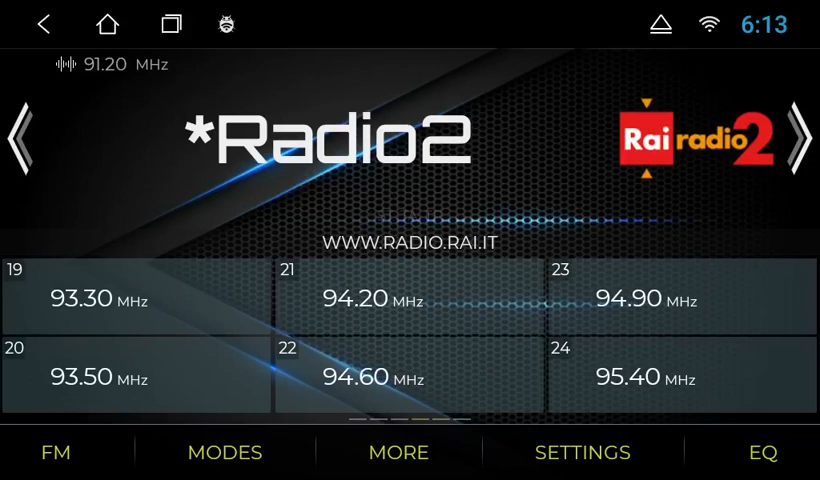 6:13
91.20 MHz
*Radio2
Rai radio2
WWW.RADIO.RAI.IT
19
93.30 MHz
21
94.20 MHz
23
94.90 MHz
20
93.50 MHz
22
94.60 MHz
24
95.40 MHz
FM MODES MORE SETTINGS EQ